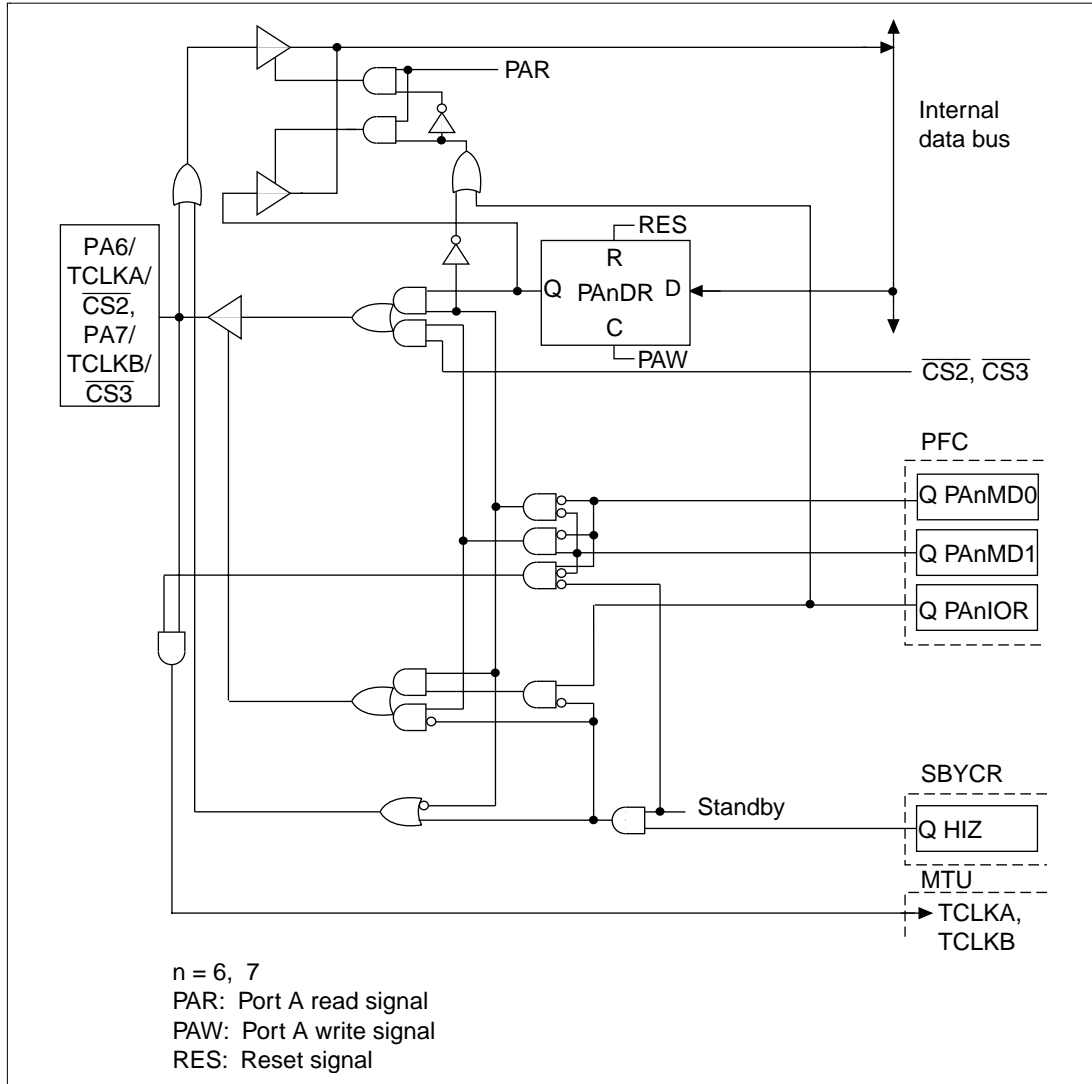 PAR
Internal
data bus
RES
PA6/
TCLKA/
CS2,
PA7/
TCLKB/
CS3
R
Q PAnDR D
C
PAW
CS2, CS3
PFC
Q PAnMD0
Q PAnMD1
Q PAnIOR
SBYCR
Standby
Q HIZ
MTU
TCLKA,
TCLKB
n = 6, 7
PAR: Port A read signal
PAW: Port A write signal
RES: Reset signal